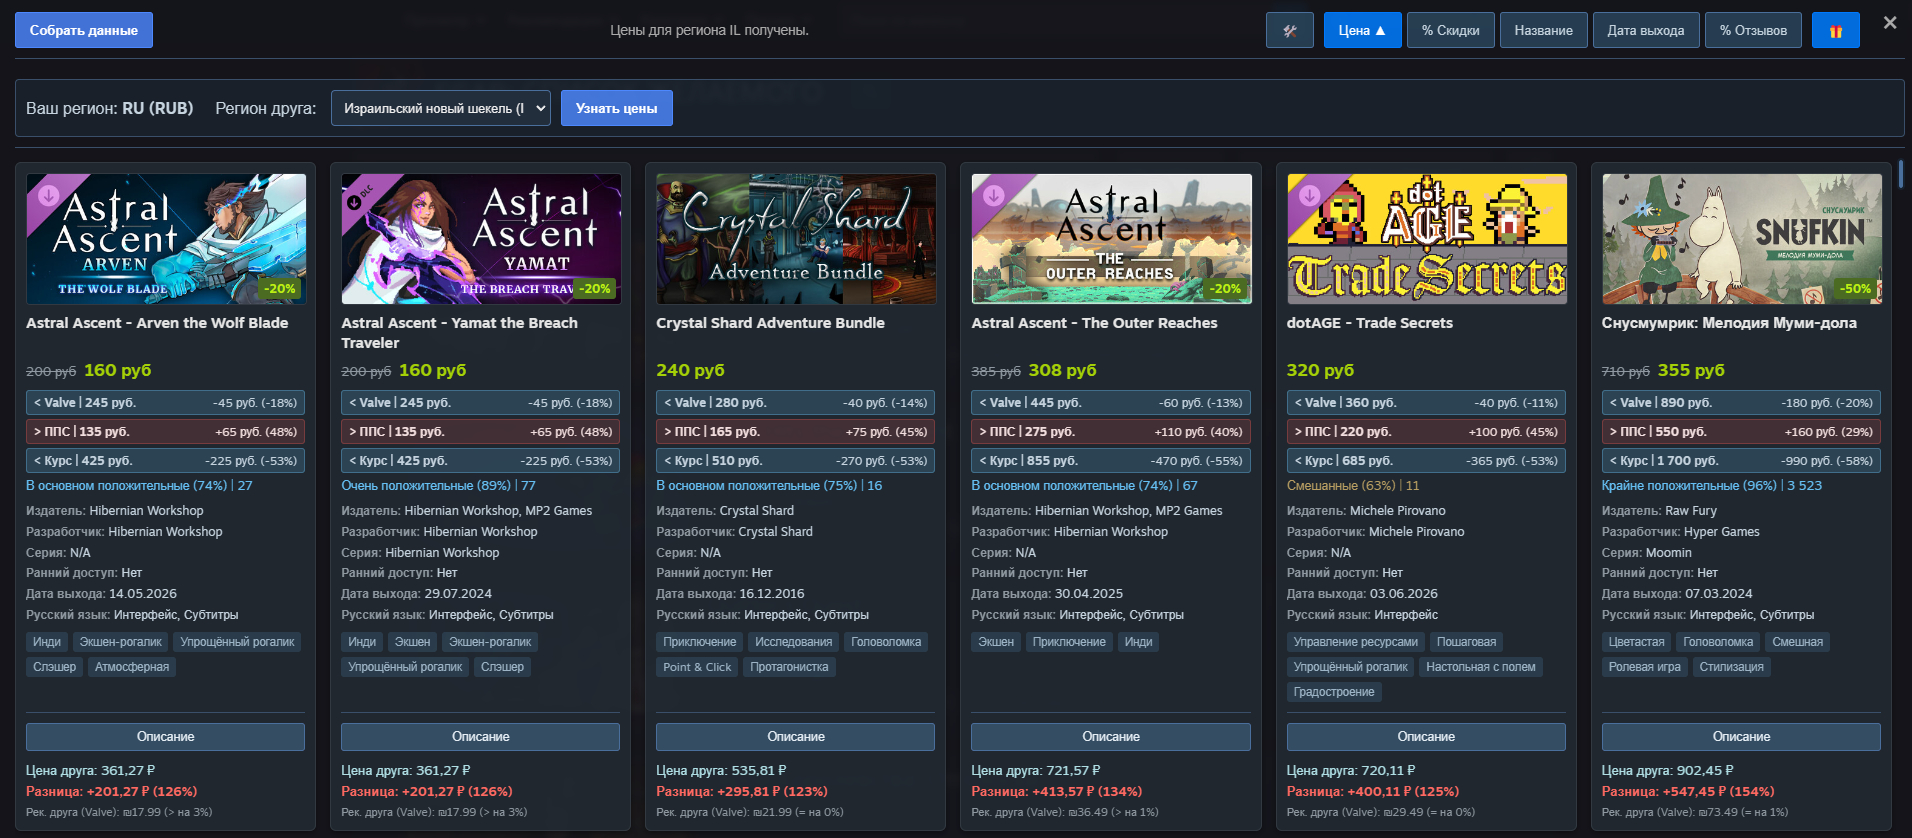 Собрать данные
Цены для региона IL получены.
Цена ▲
% Скидки
Название
Дата выхода
% Отзывов
Ваш регион: RU (RUB)
Регион друга:
Израильский новый шекель (I
Узнать цены
Astral Ascent
ARVEN
THE WOLF BLADE
-20%
Astral Ascent - Arven the Wolf Blade
200 руб 160 руб
< Valve | 245 руб. -45 руб. (-18%)
> ППС | 135 руб. +65 руб. (48%)
< Курс | 425 руб. -225 руб. (-53%)
В основном положительные (74%) | 27
Издатель: Hibernian Workshop
Разработчик: Hibernian Workshop
Серия: N/A
Ранний доступ: Нет
Дата выхода: 14.05.2026
Русский язык: Интерфейс, Субтитры
Инди Экшен-рогалик Упрощённый рогалик
Слэшер Атмосферная
Описание
Цена друга: 361,27 ₽
Разница: +201,27 ₽ (126%)
Рек. друга (Valve): ₪17.99 (> на 3%)
DLC
Astral Ascent
YAMAT
THE BREACH TRAV
-20%
Astral Ascent - Yamat the Breach
Traveler
200 руб 160 руб
< Valve | 245 руб. -45 руб. (-18%)
> ППС | 135 руб. +65 руб. (48%)
< Курс | 425 руб. -225 руб. (-53%)
Очень положительные (89%) | 77
Издатель: Hibernian Workshop, MP2 Games
Разработчик: Hibernian Workshop
Серия: Hibernian Workshop
Ранний доступ: Нет
Дата выхода: 29.07.2024
Русский язык: Интерфейс, Субтитры
Инди Экшен Экшен-рогалик
Упрощённый рогалик Слэшер
Описание
Цена друга: 361,27 ₽
Разница: +201,27 ₽ (126%)
Рек. друга (Valve): ₪17.99 (> на 3%)
Crystal Shard
Adventure Bundle
Crystal Shard Adventure Bundle
240 руб
< Valve | 280 руб. -40 руб. (-14%)
> ППС | 165 руб. +75 руб. (45%)
< Курс | 510 руб. -270 руб. (-53%)
В основном положительные (75%) | 16
Издатель: Crystal Shard
Разработчик: Crystal Shard
Серия: N/A
Ранний доступ: Нет
Дата выхода: 16.12.2016
Русский язык: Интерфейс, Субтитры
Приключение Исследования Головоломка
Point & Click Протагонистка
Описание
Цена друга: 535,81 ₽
Разница: +295,81 ₽ (123%)
Рек. друга (Valve): ₪21.99 (= на 0%)
Astral Ascent
THE
OUTER REACHES
-20%
Astral Ascent - The Outer Reaches
385 руб 308 руб
< Valve | 445 руб. -60 руб. (-13%)
> ППС | 275 руб. +110 руб. (40%)
< Курс | 855 руб. -470 руб. (-55%)
В основном положительные (74%) | 67
Издатель: Hibernian Workshop, MP2 Games
Разработчик: Hibernian Workshop
Серия: N/A
Ранний доступ: Нет
Дата выхода: 30.04.2025
Русский язык: Интерфейс, Субтитры
Экшен Приключение Инди
Описание
Цена друга: 721,57 ₽
Разница: +413,57 ₽ (134%)
Рек. друга (Valve): ₪36.49 (> на 1%)
dot
AGE
Trade Secrets
dotAGE - Trade Secrets
320 руб
< Valve | 360 руб. -40 руб. (-11%)
> ППС | 220 руб. +100 руб. (45%)
< Курс | 685 руб. -365 руб. (-53%)
Смешанные (63%) | 11
Издатель: Michele Pirovano
Разработчик: Michele Pirovano
Серия: N/A
Ранний доступ: Нет
Дата выхода: 03.06.2026
Русский язык: Интерфейс
Управление ресурсами Пошаговая
Упрощённый рогалик Настольная с полем
Градостроение
Описание
Цена друга: 720,11 ₽
Разница: +400,11 ₽ (125%)
Рек. друга (Valve): ₪29.49 (= на 0%)
СНУСМУМРИК
SNUFKIN
МЕЛОДИЯ МУМИ-ДОЛА
-50%
Снусмумрик: Мелодия Муми-дола
710 руб 355 руб
< Valve | 890 руб. -180 руб. (-20%)
> ППС | 550 руб. +160 руб. (29%)
< Курс | 1 700 руб. -990 руб. (-58%)
Крайне положительные (96%) | 3 523
Издатель: Raw Fury
Разработчик: Hyper Games
Серия: Moomin
Ранний доступ: Нет
Дата выхода: 07.03.2024
Русский язык: Интерфейс, Субтитры
Цветастая Головоломка Смешная
Ролевая игра Стилизация
Описание
Цена друга: 902,45 ₽
Разница: +547,45 ₽ (154%)
Рек. друга (Valve): ₪73.49 (= на 1%)